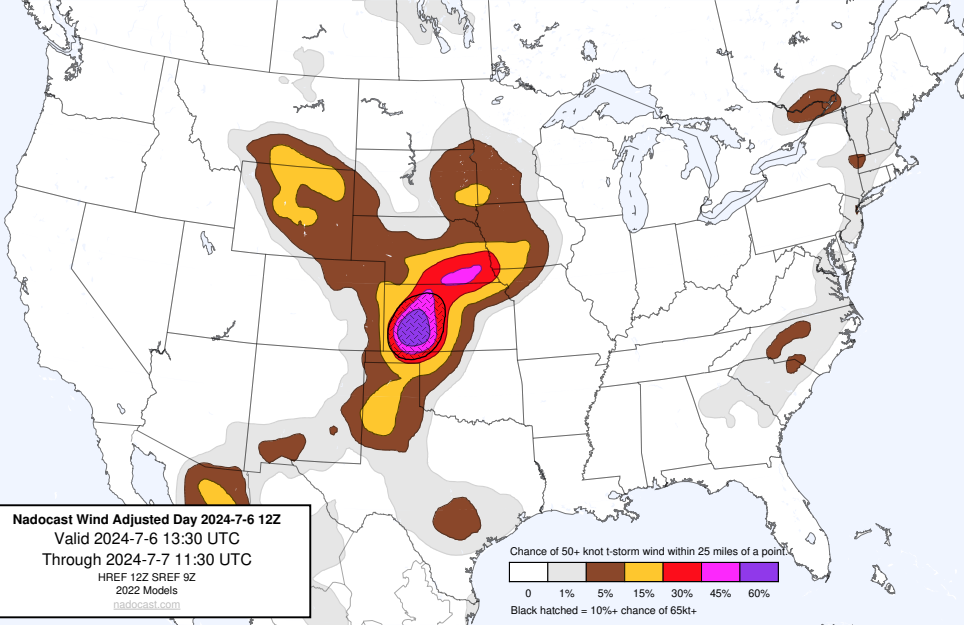 Nadocast Wind Adjusted Day 2024-7-6 12Z
Valid 2024-7-6 13:30 UTC
Through 2024-7-7 11:30 UTC
HREF 12Z SREF 9Z
2022 Models
nadocast.com
Chance of 50+ knot t-storm wind within 25 miles of a point.
0 1% 5% 15% 30% 45% 60%
Black hatched = 10%+ chance of 65kt+